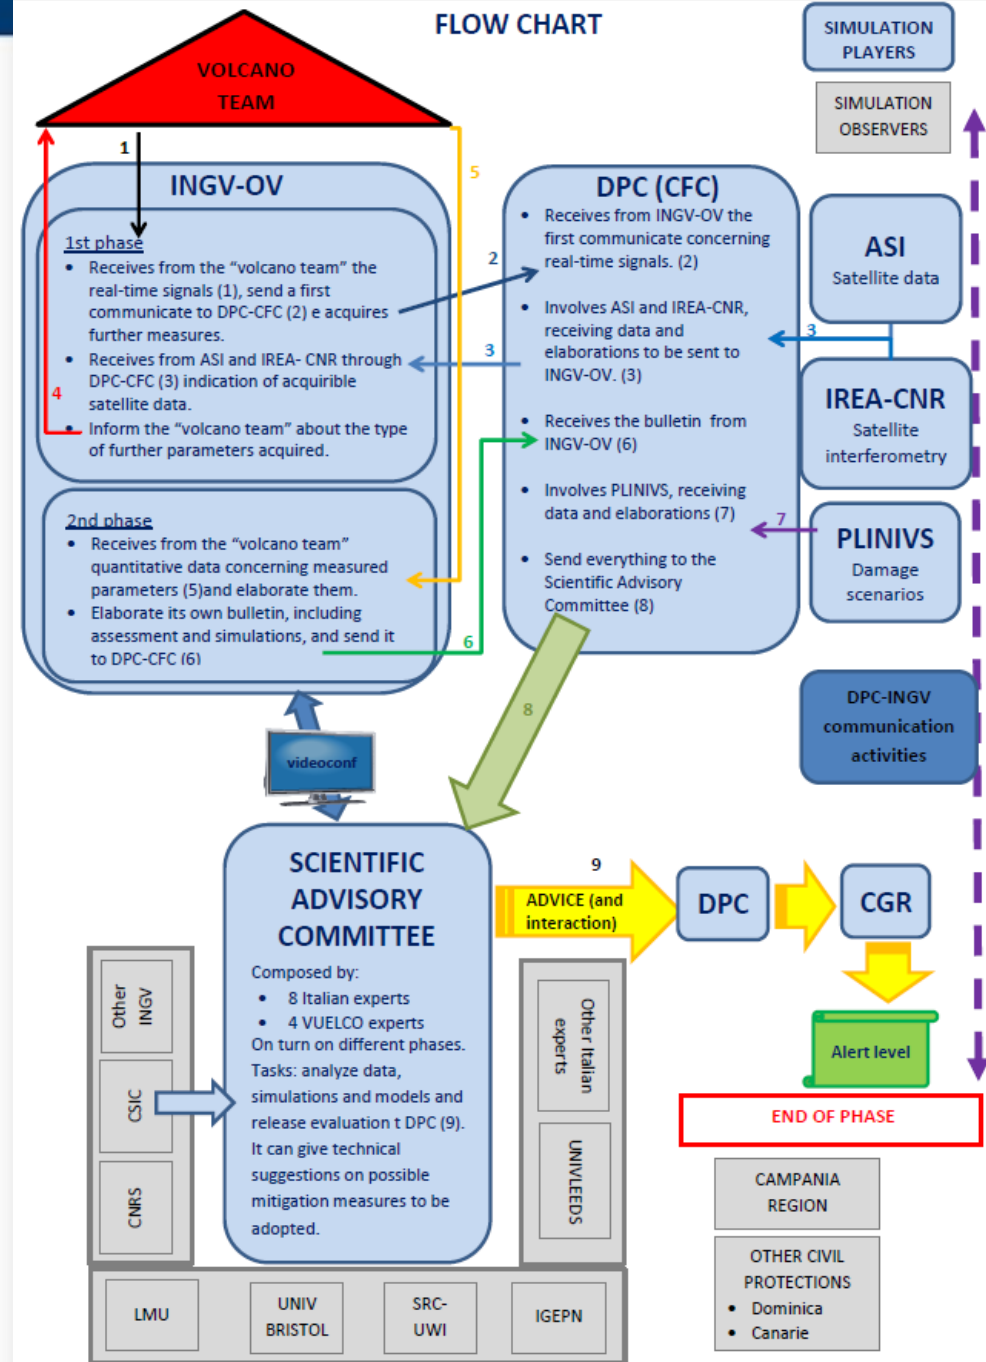 FLOW CHART
SIMULATION
PLAYERS
SIMULATION
OBSERVERS
VOLCANO
TEAM
1
5
INGV-OV
1st phase
• Receives from the “volcano team” the
real-time signals (1), send a first
communicate to DPC-CFC (2) e acquires
further measures.
• Receives from ASI and IREA- CNR through
DPC-CFC (3) indication of acquirible
satellite data.
• Inform the “volcano team” about the type
of further parameters acquired.
4
2nd phase
• Receives from the “volcano team”
quantitative data concerning measured
parameters (5)and elaborate them.
• Elaborate its own bulletin, including
assessment and simulations, and send it
to DPC-CFC (6)
2
3
6
DPC (CFC)
• Receives from INGV-OV the
first communicate concerning
real-time signals. (2)
• Involves ASI and IREA-CNR,
receiving data and
elaborations to be sent to
INGV-OV. (3)
• Receives the bulletin from
INGV-OV (6)
• Involves PLINIVS, receiving
data and elaborations (7)
• Send everything to the
Scientific Advisory
Committee (8)
ASI
Satellite data
3
IREA-CNR
Satellite
interferometry
7
PLINIVS
Damage
scenarios
DPC-INGV
communication
activities
8
videoconf
SCIENTIFIC
ADVISORY
COMMITTEE
Composed by:
• 8 Italian experts
• 4 VUELCO experts
On turn on different phases.
Tasks: analyze data,
simulations and models and
release evaluation t DPC (9).
It can give technical
suggestions on possible
mitigation measures to be
adopted.
9
ADVICE (and
interaction)
DPC
CGR
Alert level
END OF PHASE
Other
INGV
CSIC
CNRS
Other Italian
experts
UNIVLEEDS
LMU
UNIV
BRISTOL
SRC-
UWI
IGEPN
CAMPANIA
REGION
OTHER CIVIL
PROTECTIONS
• Dominica
• Canarie